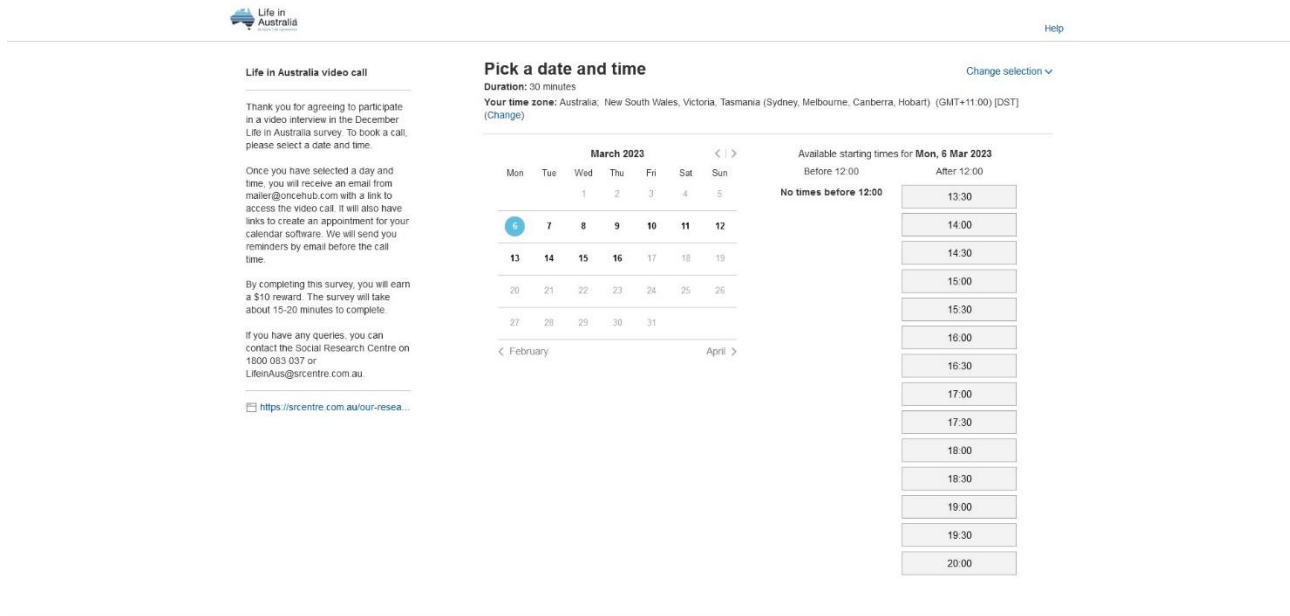 Life in
Australia
Help
Life in Australia video call
Thank you for agreeing to participate
in a video interview in the December
Life in Australia survey. To book a call,
please select a date and time.
Once you have selected a day and
time, you will receive an email from
mailer@oncehub.com with a link to
access the video call. It will also have
links to create an appointment for your
calendar software. We will send you
reminders by email before the call
time.
By completing this survey, you will earn
a $10 reward. The survey will take
about 15-20 minutes to complete.
If you have any queries, you can
contact the Social Research Centre on
1800 083 037 or
LifeinAus@srcentre.com.au.
https://srcentre.com.au/our-resea...
Pick a date and time
Change selection
Duration: 30 minutes
Your time zone: Australia; New South Wales, Victoria, Tasmania (Sydney, Melbourne, Canberra, Hobart) (GMT+11:00) [DST]
(Change)
March 2023
Mon Tue Wed Thu Fri Sat Sun
1 2 3 4 5
6 7 8 9 10 11 12
13 14 15 16 17 18 19
20 21 22 23 24 25 26
27 28 29 30 31
< February April >
Available starting times for Mon, 6 Mar 2023
Before 12:00 After 12:00
No times before 12:00
13:30
14:00
14:30
15:00
15:30
16:00
16:30
17:00
17:30
18:00
18:30
19:00
19:30
20:00